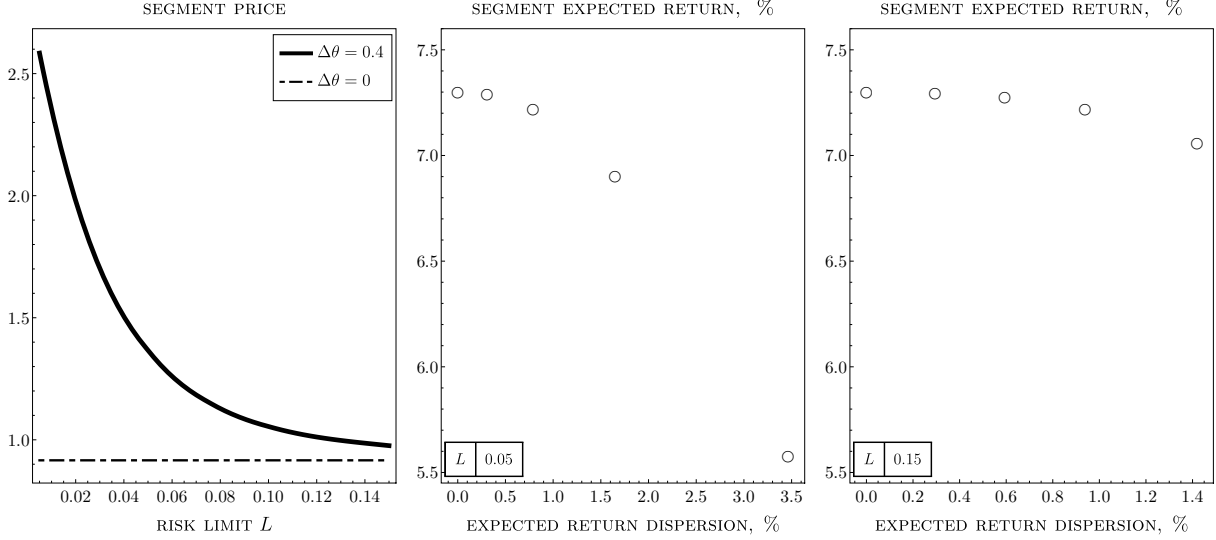 SEGMENT PRICE
Δθ = 0.4
Δθ = 0
2.5
2.0
1.5
1.0
0.02 0.04 0.06 0.08 0.10 0.12 0.14
RISK LIMIT L
SEGMENT EXPECTED RETURN, %
7.5
7.0
6.5
6.0
5.5
L 0.05
0.0 0.5 1.0 1.5 2.0 2.5 3.0 3.5
EXPECTED RETURN DISPERSION, %
SEGMENT EXPECTED RETURN, %
7.5
7.0
6.5
6.0
5.5
L 0.15
0.0 0.2 0.4 0.6 0.8 1.0 1.2 1.4
EXPECTED RETURN DISPERSION, %